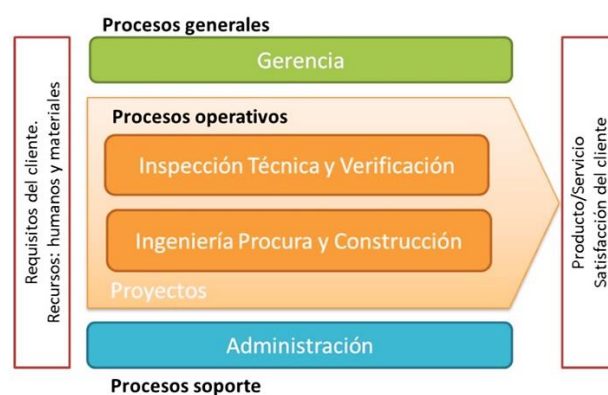 Procesos generales
Gerencia
Requisitos del cliente.
Recursos: humanos y materiales
Procesos operativos
Inspección Técnica y Verificación
Ingeniería Procura y Construcción
Proyectos
Producto/Servicio
Satisfacción del cliente
Administración
Procesos soporte